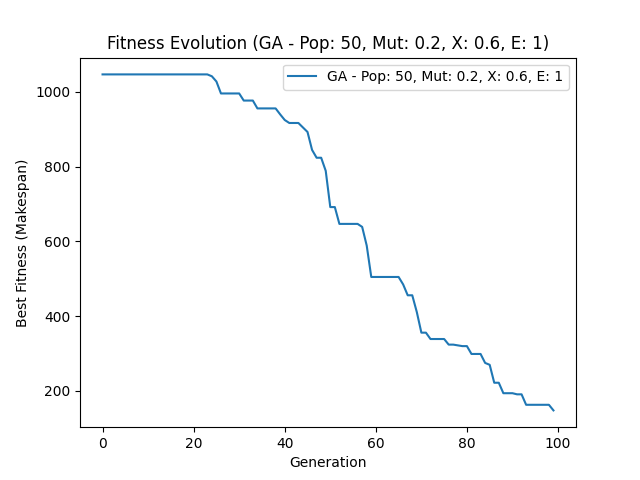 Fitness Evolution (GA - Pop: 50, Mut: 0.2, X: 0.6, E: 1)
GA - Pop: 50, Mut: 0.2, X: 0.6, E: 1
Best Fitness (Makespan)
1000
800
600
400
200
0 20 40 60 80 100
Generation